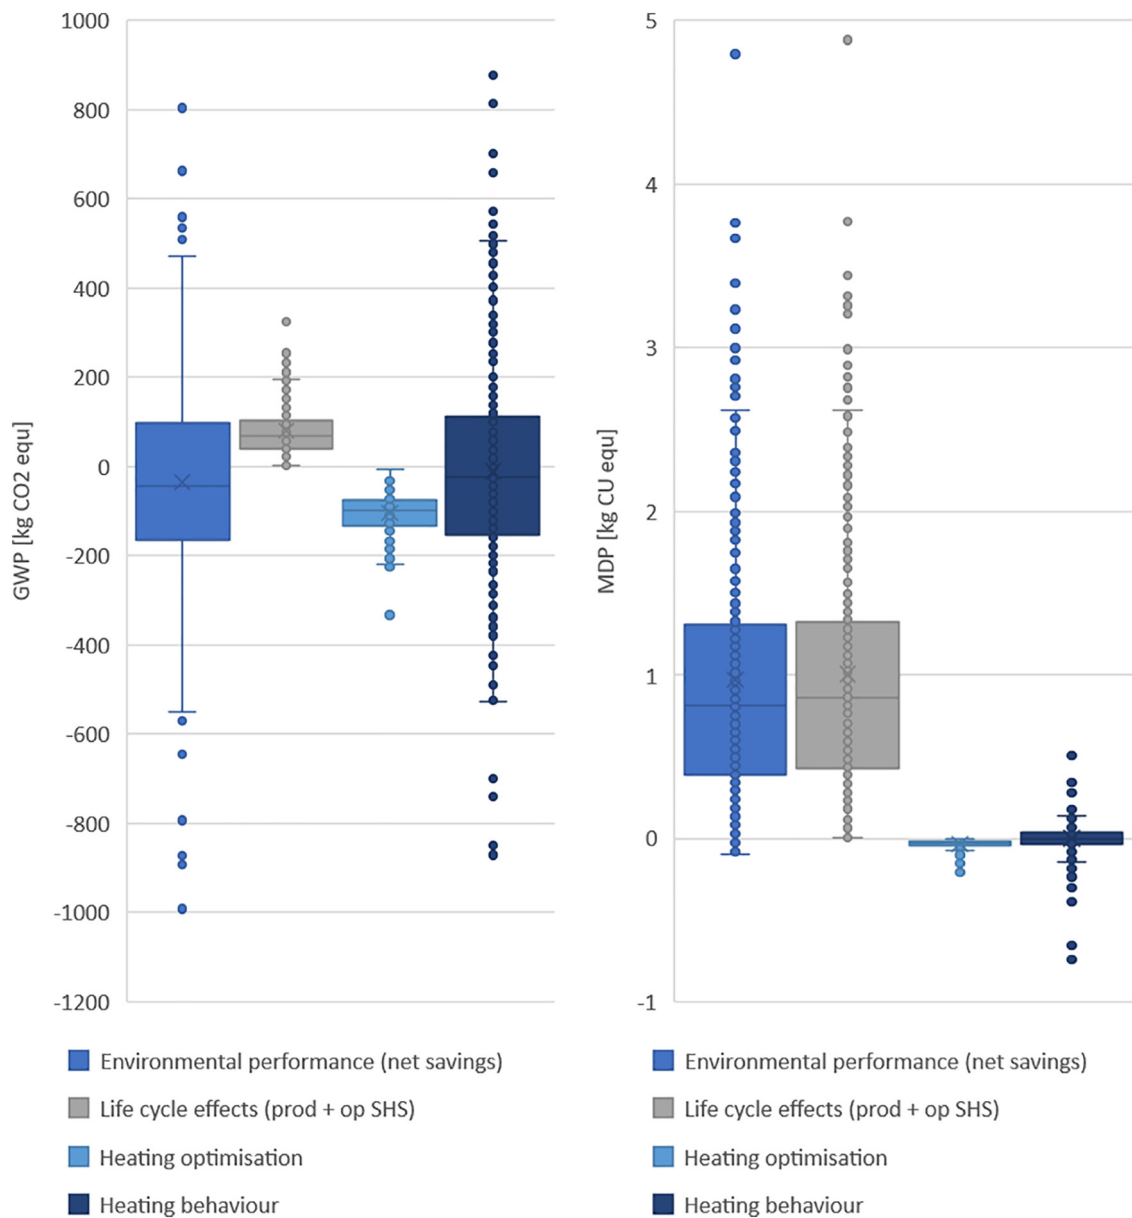 1000
800
600
400
200
0
-200
-400
-600
-800
-1000
-1200
GWP [kg CO2 equ]
Environmental performance (net savings)
Life cycle effects (prod + op SHS)
Heating optimisation
Heating behaviour
5
4
3
2
1
0
-1
MDP [kg CU equ]
Environmental performance (net savings)
Life cycle effects (prod + op SHS)
Heating optimisation
Heating behaviour